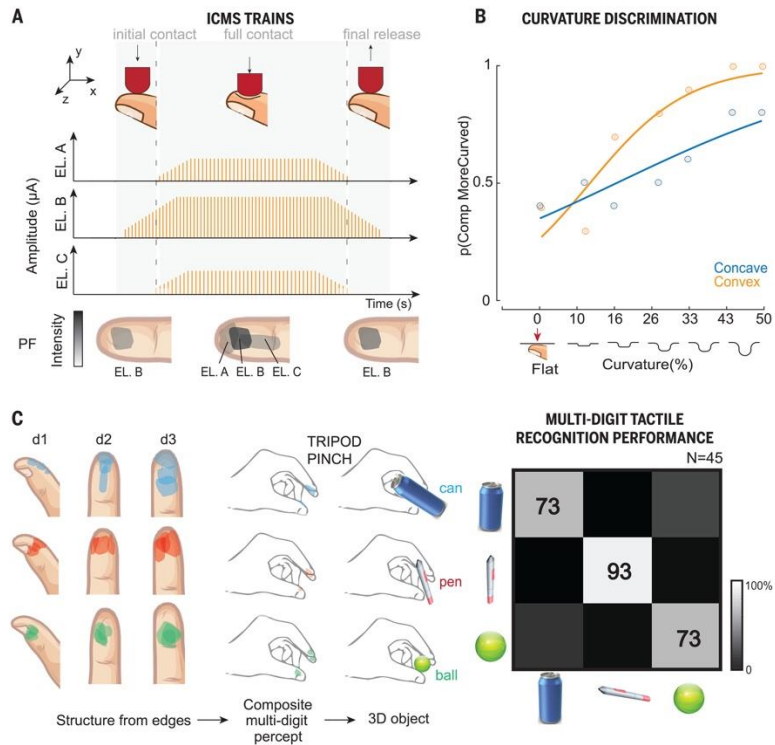 A
ICMS TRAINS
initial contact
full contact
final release
y
x
z
Amplitude (μA)
EL. A
EL. B
EL. C
Time (s)
PF
Intensity
EL. B
EL. A
EL. B
EL. C
EL. B
B
CURVATURE DISCRIMINATION
p(Comp MoreCurved)
1
0.5
1
Concave
Convex
0
10
16
26
33
43
50
Flat
Curvature(%)
C
d1
d2
d3
TRIPOD
PINCH
can
pen
ball
Structure from edges
Composite
multi-digit
percept
3D object
MULTI-DIGIT TACTILE
RECOGNITION PERFORMANCE
N=45
73
93
73
100%
0